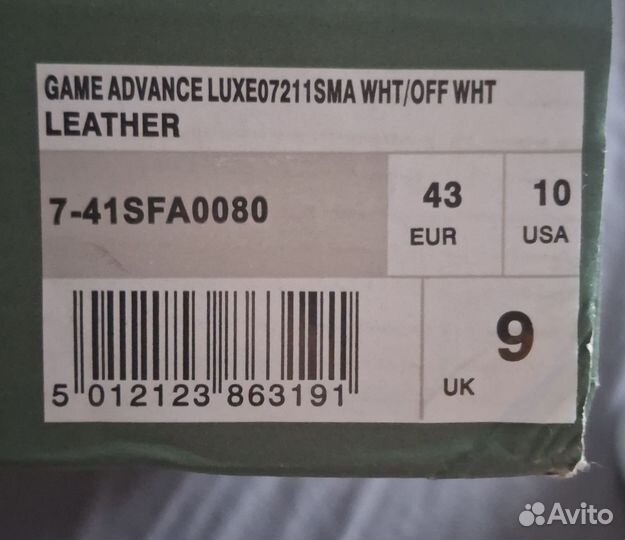 GAME ADVANCE LUXE07211SMA WHT/OFF WHT
LEATHER
7-41SFA0080
43
EUR
10
USA
5 012123 863191
9
UK
Avito